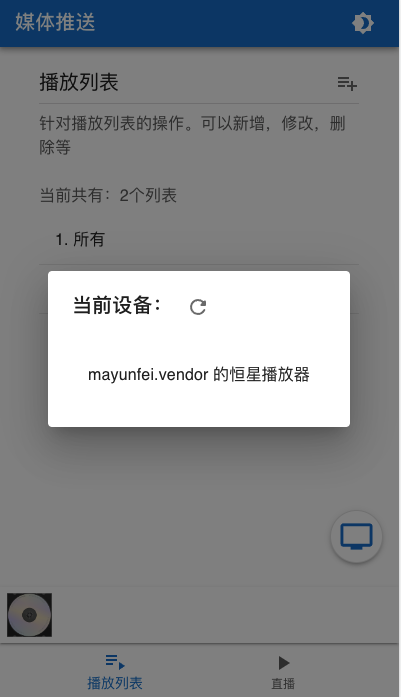 媒体推送
播放列表
针对播放列表的操作。可以新增，修改，删
除等
当前共有：2个列表
1. 所有
当前设备：
mayunfei.vendor 的恒星播放器
播放列表
直播